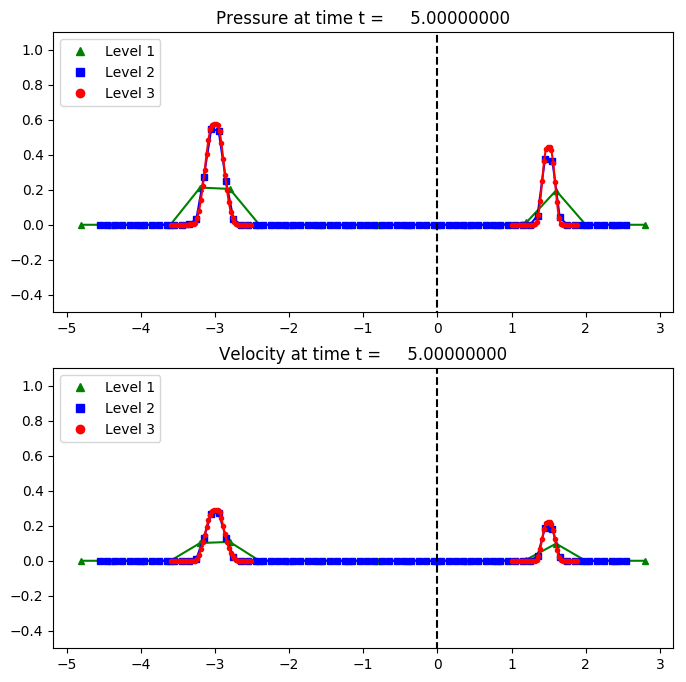 Pressure at time t =     5.00000000
Level 1
Level 2
Level 3
1.0
0.8
0.6
0.4
0.2
0.0
−0.2
−0.4
−5 −4 −3 −2 −1 0 1 2 3
Velocity at time t =     5.00000000
Level 1
Level 2
Level 3
1.0
0.8
0.6
0.4
0.2
0.0
−0.2
−0.4
−5 −4 −3 −2 −1 0 1 2 3